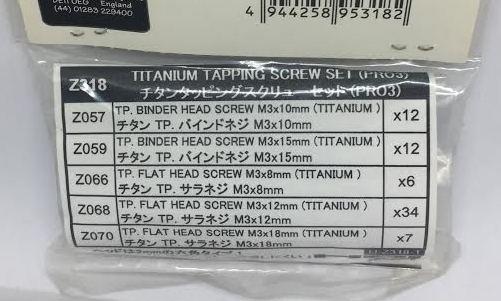 England
(44) 01283 229400
4 944258 953182
Z318 TITANIUM TAPPING SCREW SET (PRO3)
チタンタッピングスクリュー セット(PRO3)
Z057 TP. BINDER HEAD SCREW M3x10mm (TITANIUM ) x12
チタン TP. バインドネジ M3x10mm
Z059 TP. BINDER HEAD SCREW M3x15mm (TITANIUM ) x12
チタン TP. バインドネジ M3x15mm
Z066 TP. FLAT HEAD SCREW M3x8mm (TITANIUM ) x6
チタン TP. サラネジ M3x8mm
Z068 TP. FLAT HEAD SCREW M3x12mm (TITANIUM ) x34
チタン TP. サラネジ M3x12mm
Z070 TP. FLAT HEAD SCREW M3x18mm (TITANIUM ) x7
チタン TP. サラネジ M3x18mm